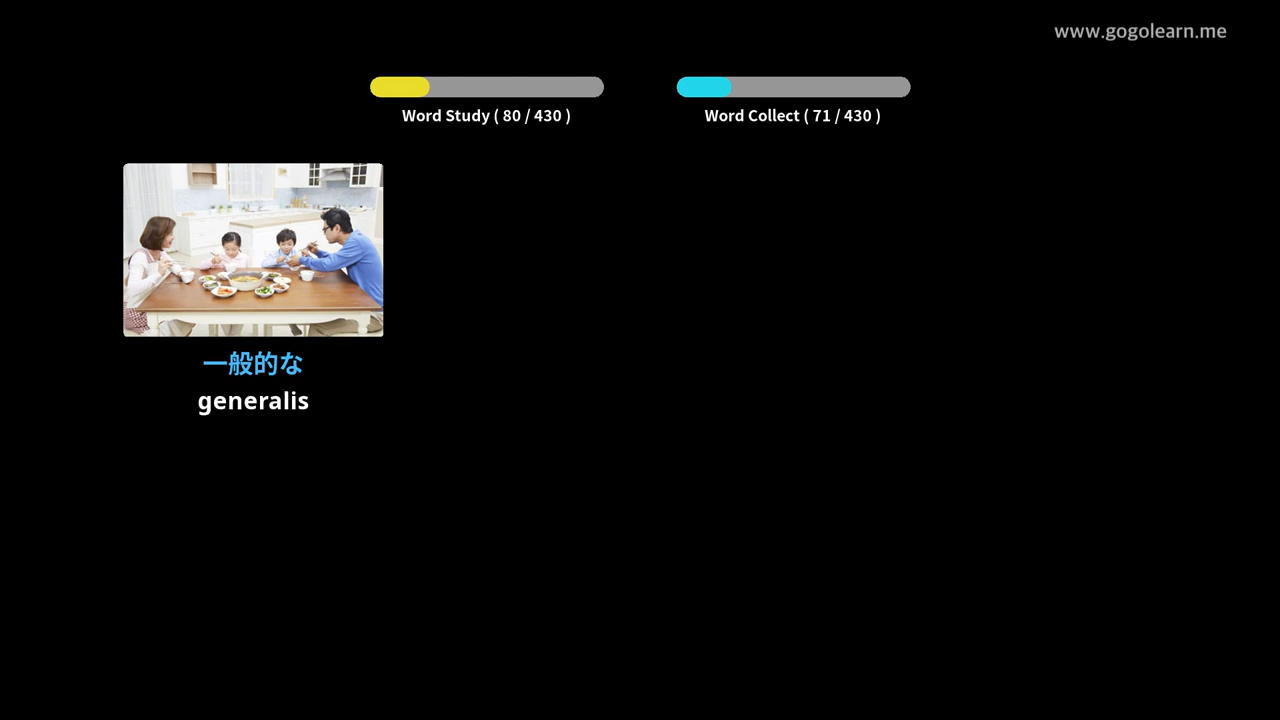 www.gogolearn.me
Word Study ( 80 / 430 )
Word Collect ( 71 / 430 )
一般的な
generalis